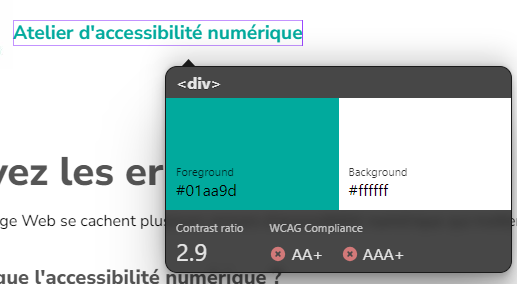 Atelier d'accessibilité numérique
<div>
Foreground
#01aa9d
Background
#ffffff
vez les er
ge Web se cachent plus
Contrast ratio
2.9
WCAG Compliance
AA+
AAA+
que l'accessibilité numérique ?